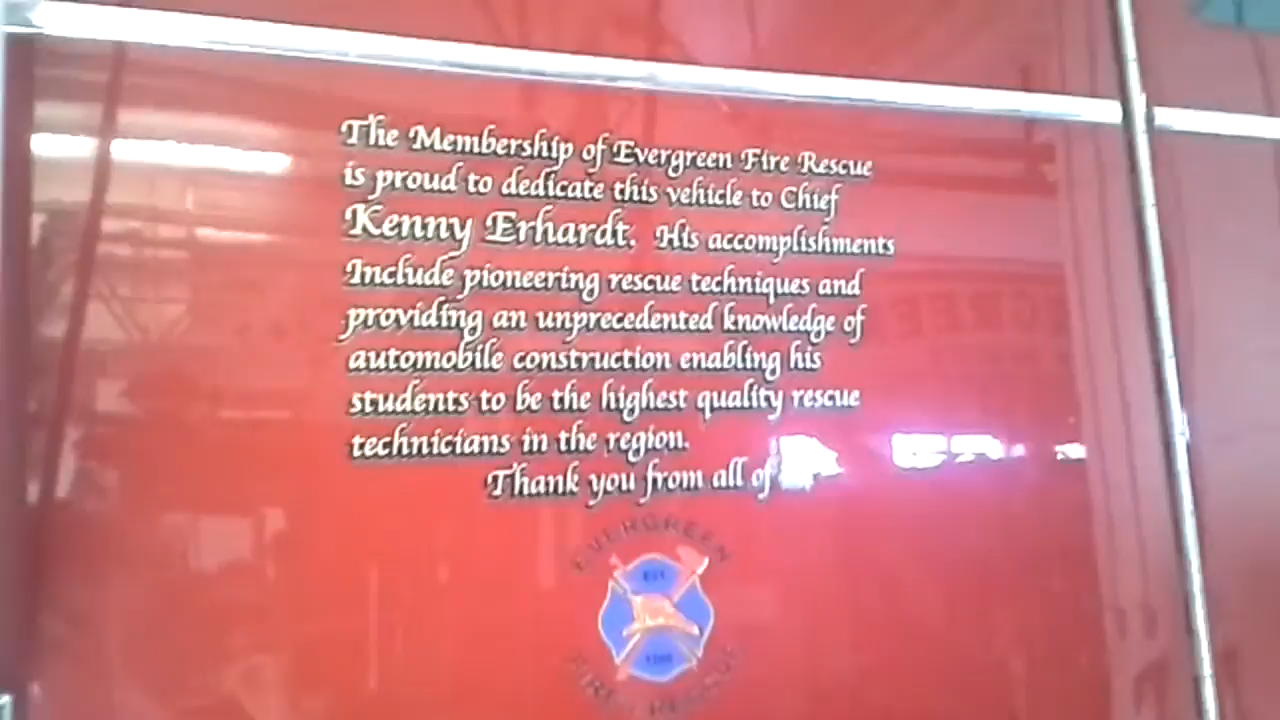 The Membership of Evergreen Fire Rescue
is proud to dedicate this vehicle to Chief
Kenny Erhardt. His accomplishments
Include pioneering rescue techniques and
providing an unprecedented knowledge of
automobile construction enabling his
students to be the highest quality rescue
technicians in the region.
Thank you from all of
EVERGREEN
EST.
FIRE RESCUE